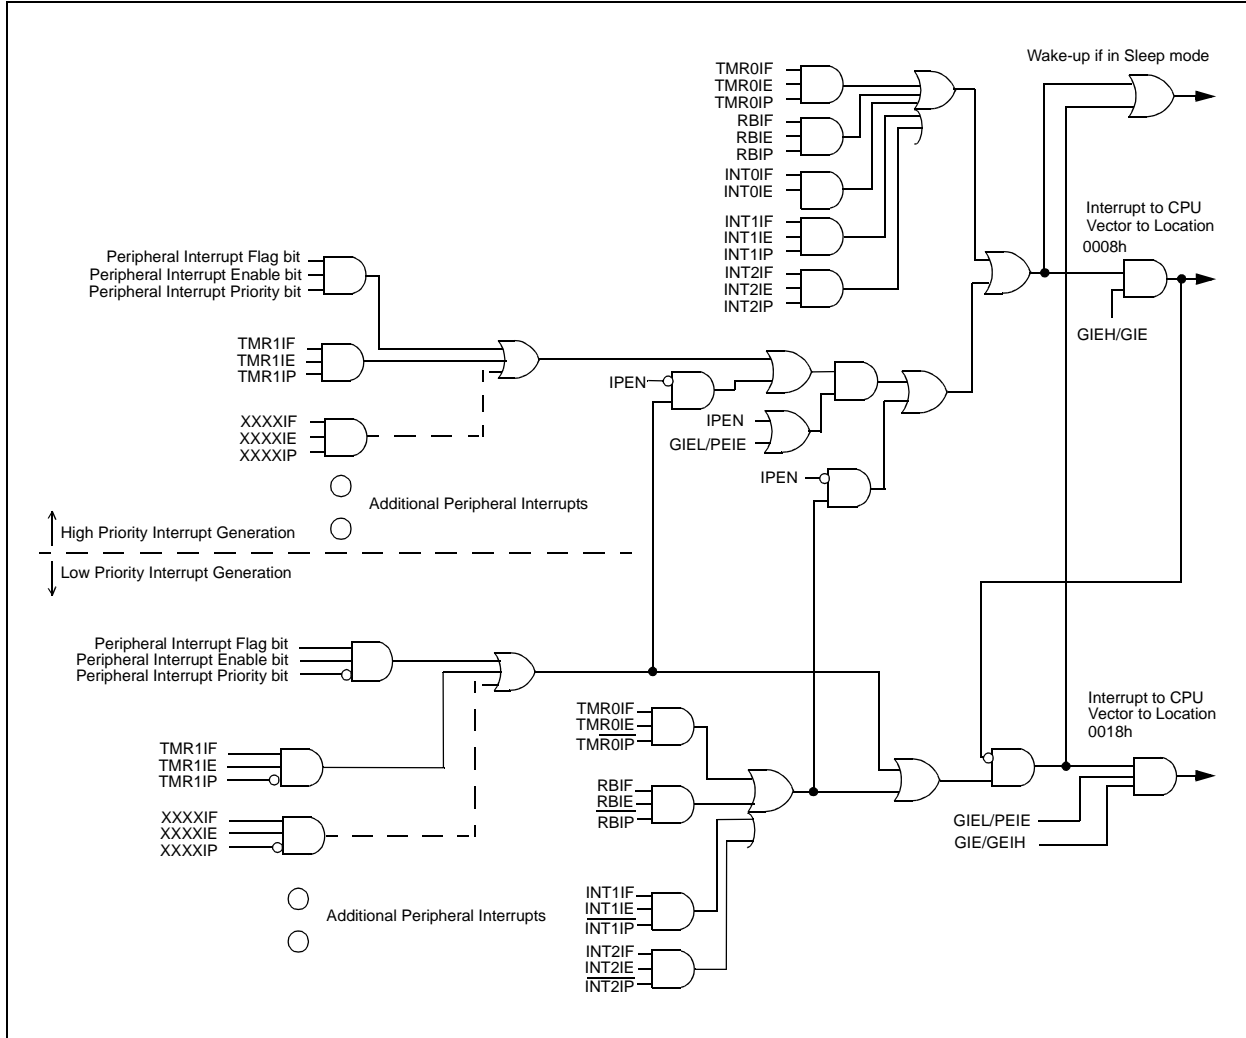 Wake-up if in Sleep mode
TMR0IF
TMR0IE
TMR0IP
RBIF
RBIE
RBIP
INT0IF
INT0IE
INT1IF
INT1IE
INT1IP
INT2IF
INT2IE
INT2IP
Interrupt to CPU
Vector to Location
0008h
GIEH/GIE
Peripheral Interrupt Flag bit
Peripheral Interrupt Enable bit
Peripheral Interrupt Priority bit
TMR1IF
TMR1IE
TMR1IP
XXXXIF
XXXXIE
XXXXIP
IPEN
IPEN
GIEL/PEIE
IPEN
Additional Peripheral Interrupts
High Priority Interrupt Generation
Low Priority Interrupt Generation
Peripheral Interrupt Flag bit
Peripheral Interrupt Enable bit
Peripheral Interrupt Priority bit
TMR1IF
TMR1IE
TMR1IP
XXXXIF
XXXXIE
XXXXIP
Additional Peripheral Interrupts
TMR0IF
TMR0IE
TMR0IP
RBIF
RBIE
RBIP
INT1IF
INT1IE
INT1IP
INT2IF
INT2IE
INT2IP
Interrupt to CPU
Vector to Location
0018h
GIEL/PEIE
GIE/GEIH